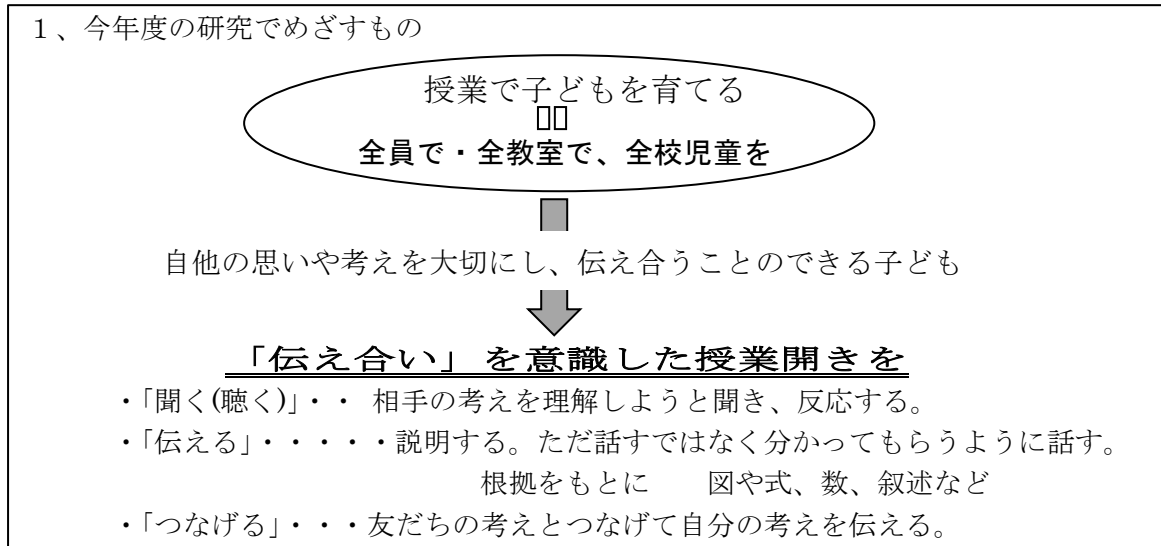 １、今年度の研究でめざすもの
授業で子どもを育てる
全員で・全教室で、全校児童を
自他の思いや考えを大切にし、伝え合うことのできる子ども
「伝え合い」を意識した授業開きを
・「聞く(聴く)」・・ 相手の考えを理解しようと聞き、反応する。
・「伝える」・・・・・説明する。ただ話すではなく分かってもらうように話す。
根拠をもとに　　図や式、数、叙述など
・「つなげる」・・・友だちの考えとつなげて自分の考えを伝える。